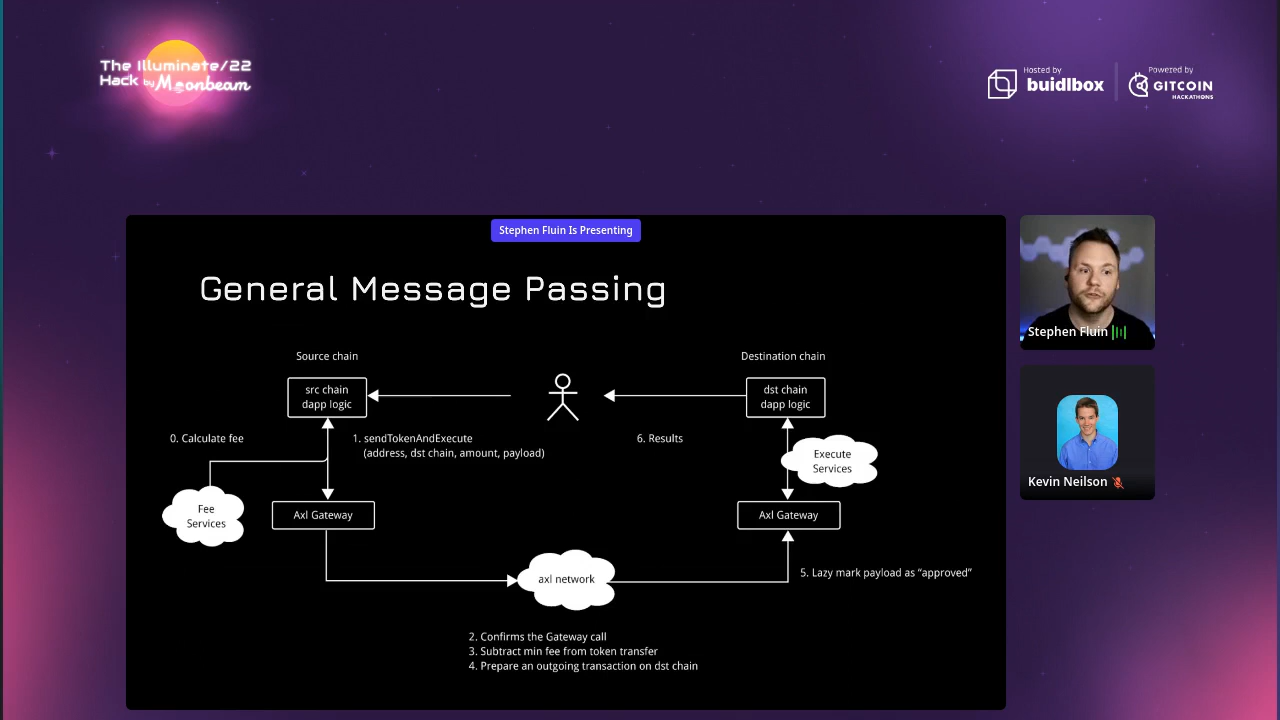 The Illuminate/22
Hack by Moonbeam
Hosted by
buidlbox
Powered by
GITCOIN
HACKATHONS
Stephen Fluin Is Presenting
General Message Passing
Source chain
Destination chain
src chain
dapp logic
dst chain
dapp logic
0. Calculate fee
1. sendTokenAndExecute
(address, dst chain, amount, payload)
6. Results
Execute
Services
Fee
Services
Axl Gateway
Axl Gateway
axl network
5. Lazy mark payload as “approved”
2. Confirms the Gateway call
3. Subtract min fee from token transfer
4. Prepare an outgoing transaction on dst chain
Stephen Fluin
Kevin Neilson